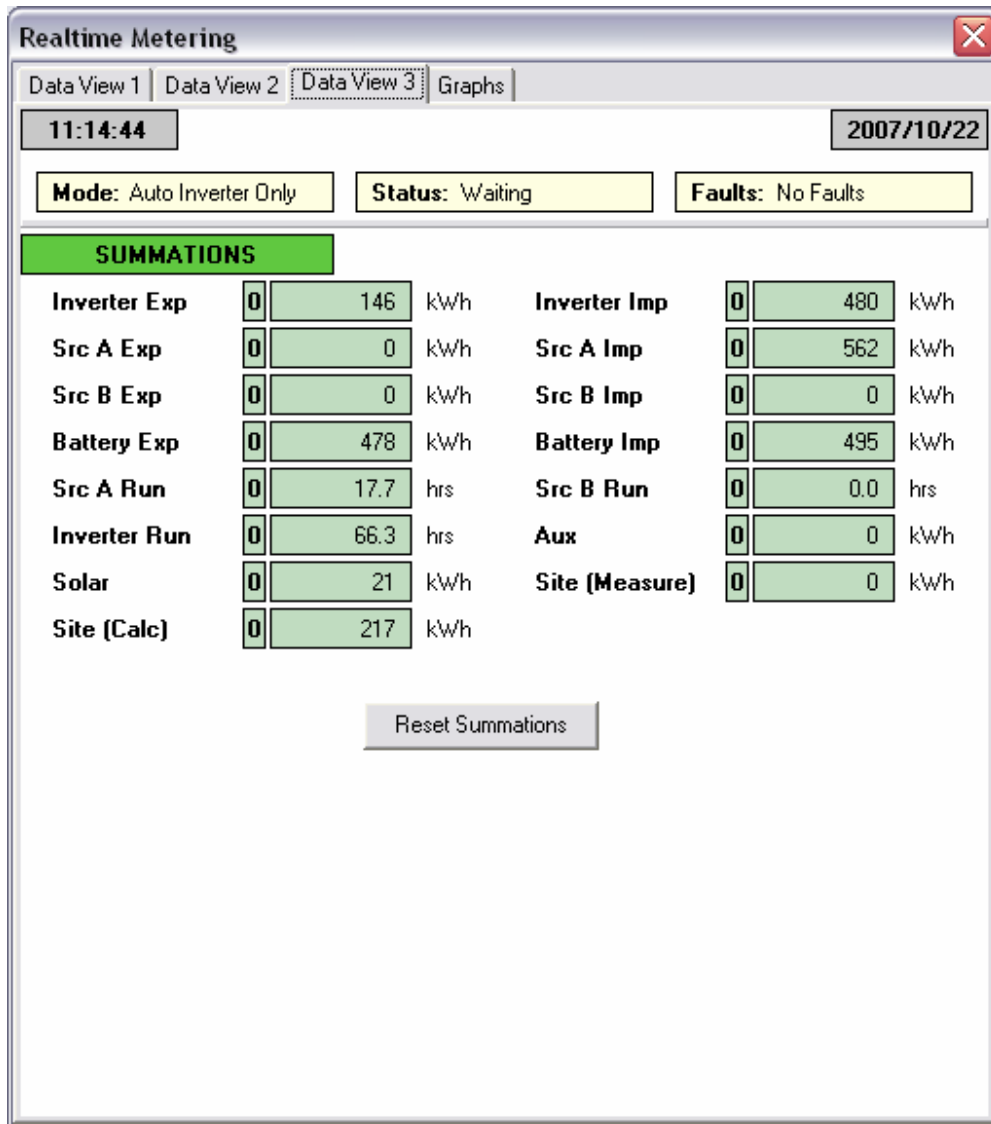 Realtime Metering
Data View 1 Data View 2 Data View 3 Graphs
11:14:44 2007/10/22
Mode: Auto Inverter Only Status: Waiting Faults: No Faults
SUMMATIONS
Inverter Exp 0 146 kWh Inverter Imp 0 480 kWh
Src A Exp 0 0 kWh Src A Imp 0 562 kWh
Src B Exp 0 0 kWh Src B Imp 0 0 kWh
Battery Exp 0 478 kWh Battery Imp 0 495 kWh
Src A Run 0 17.7 hrs Src B Run 0 0.0 hrs
Inverter Run 0 66.3 hrs Aux 0 0 kWh
Solar 0 21 kWh Site (Measure) 0 0 kWh
Site (Calc) 0 217 kWh
Reset Summations